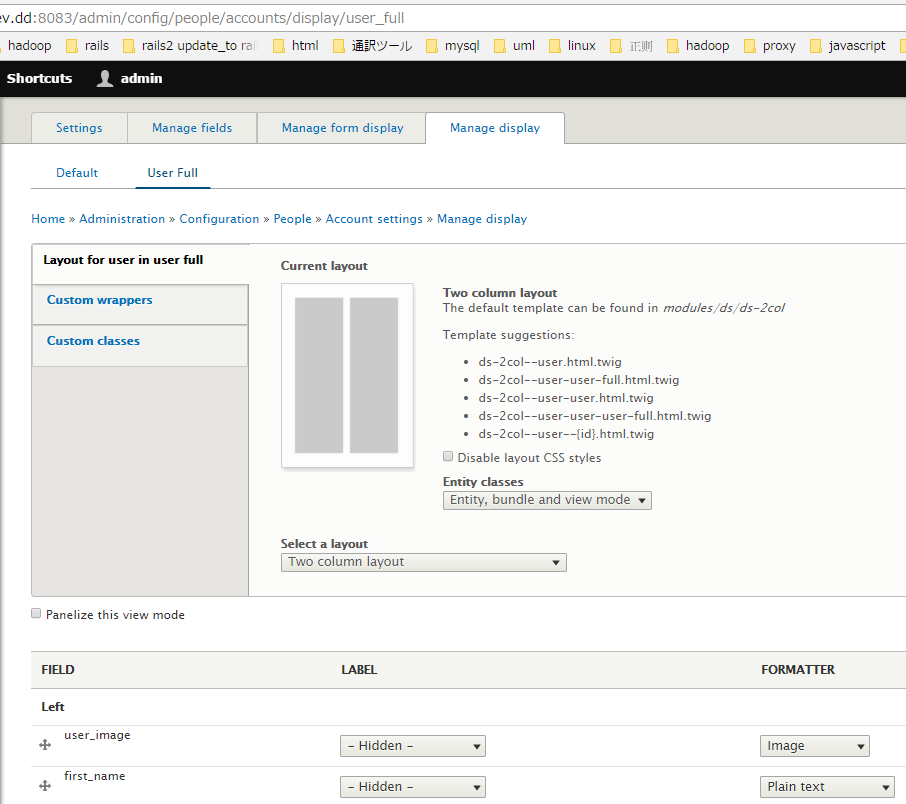 ev.dd:8083/admin/config/people/accounts/display/user_full
hadoop rails rails2 update_to rail html 通訳ツール mysql uml linux 正则 hadoop proxy javascript
Shortcuts admin
Settings Manage fields Manage form display Manage display
Default User Full
Home » Administration » Configuration » People » Account settings » Manage display
Layout for user in user full
Custom wrappers
Custom classes
Current layout
Two column layout
The default template can be found in modules/ds/ds-2col
Template suggestions:
• ds-2col--user.html.twig
• ds-2col--user-user-full.html.twig
• ds-2col--user-user.html.twig
• ds-2col--user-user-user-full.html.twig
• ds-2col--user--{id}.html.twig
Disable layout CSS styles
Entity classes
Entity, bundle and view mode
Select a layout
Two column layout
Panelize this view mode
FIELD LABEL FORMATTER
Left
user_image - Hidden - Image
first_name - Hidden - Plain text